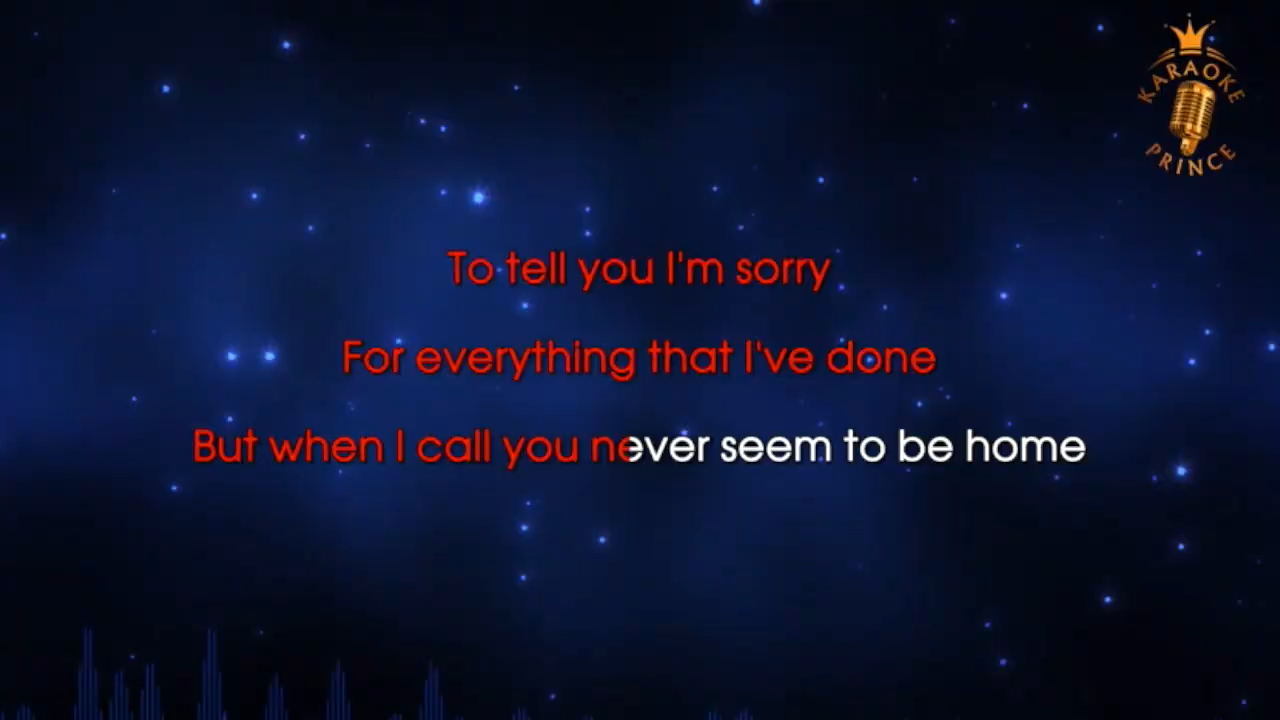 KARAOKE
PRINCE
To tell you I'm sorry
For everything that I've done
But when I call you never seem to be home